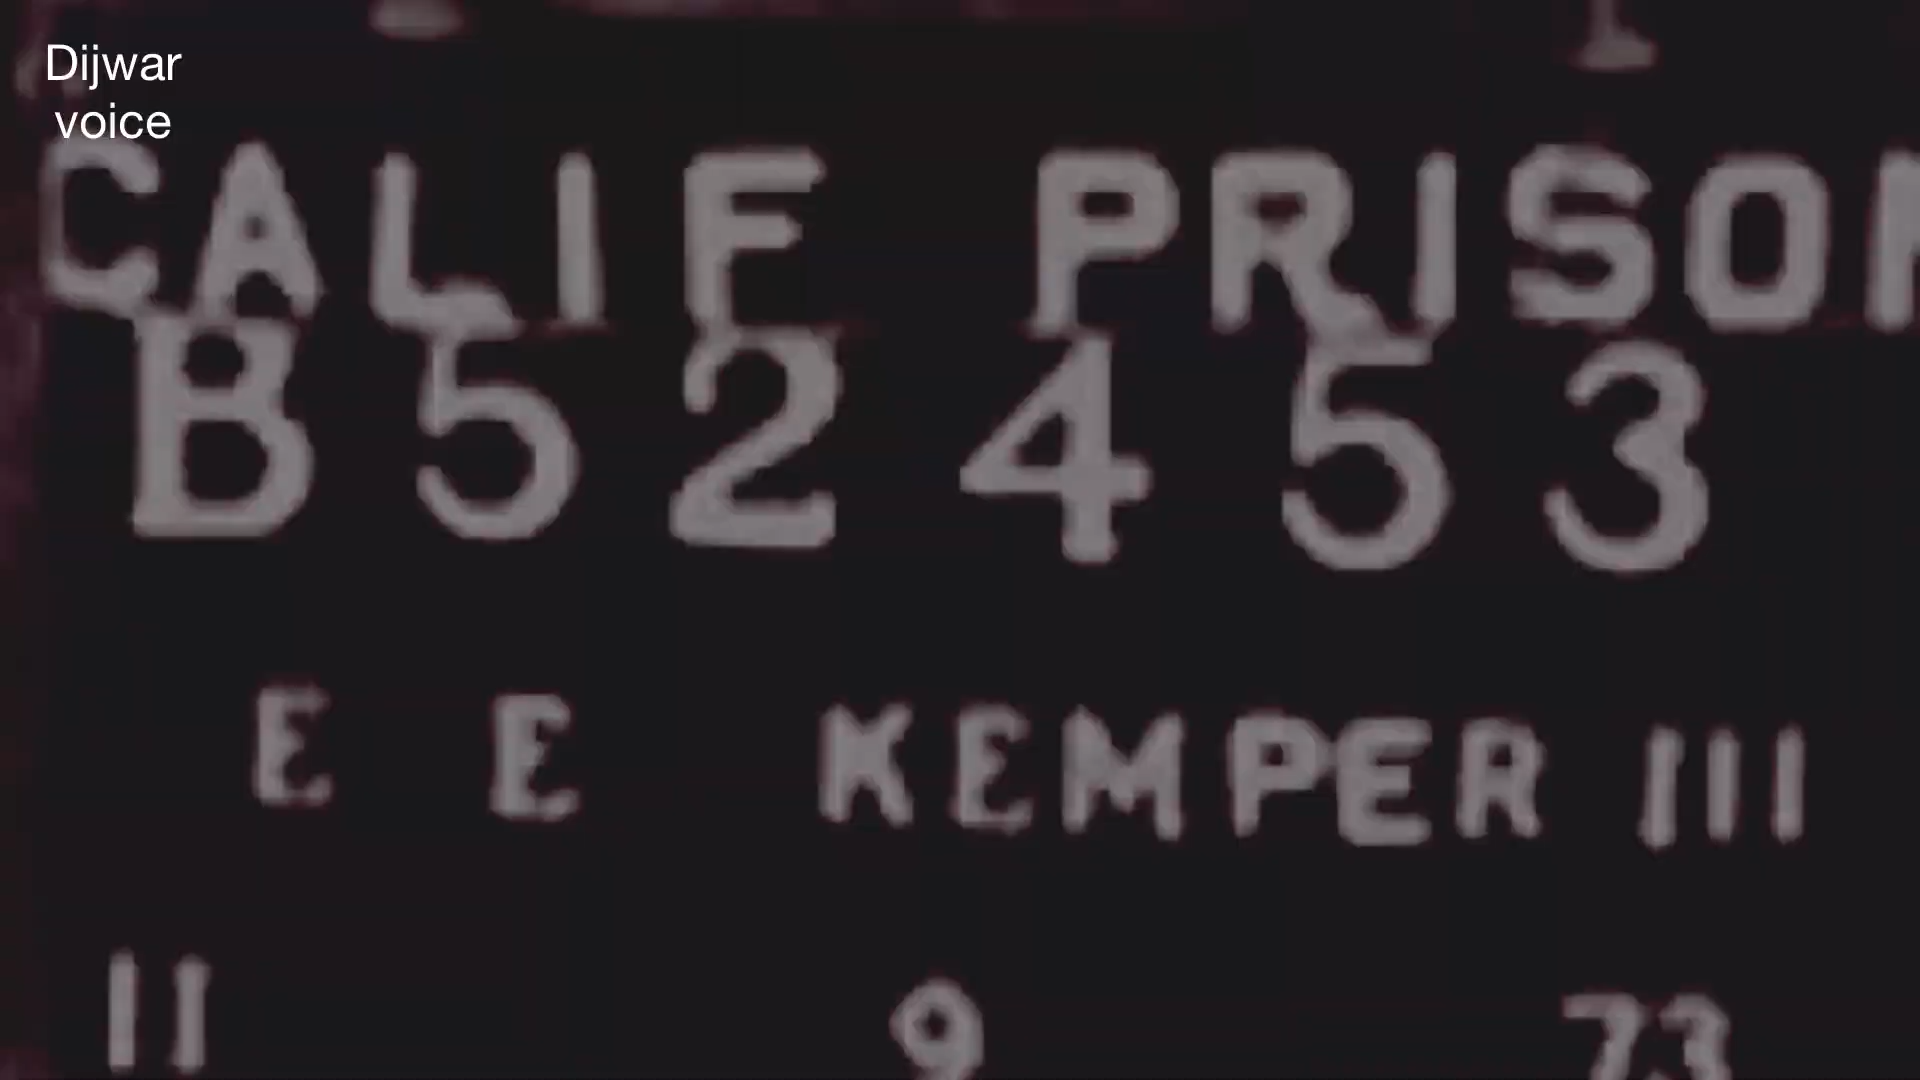 Dijwar
voice
CALIF PRISON
B52453
E E KEMPER III
11 9 73